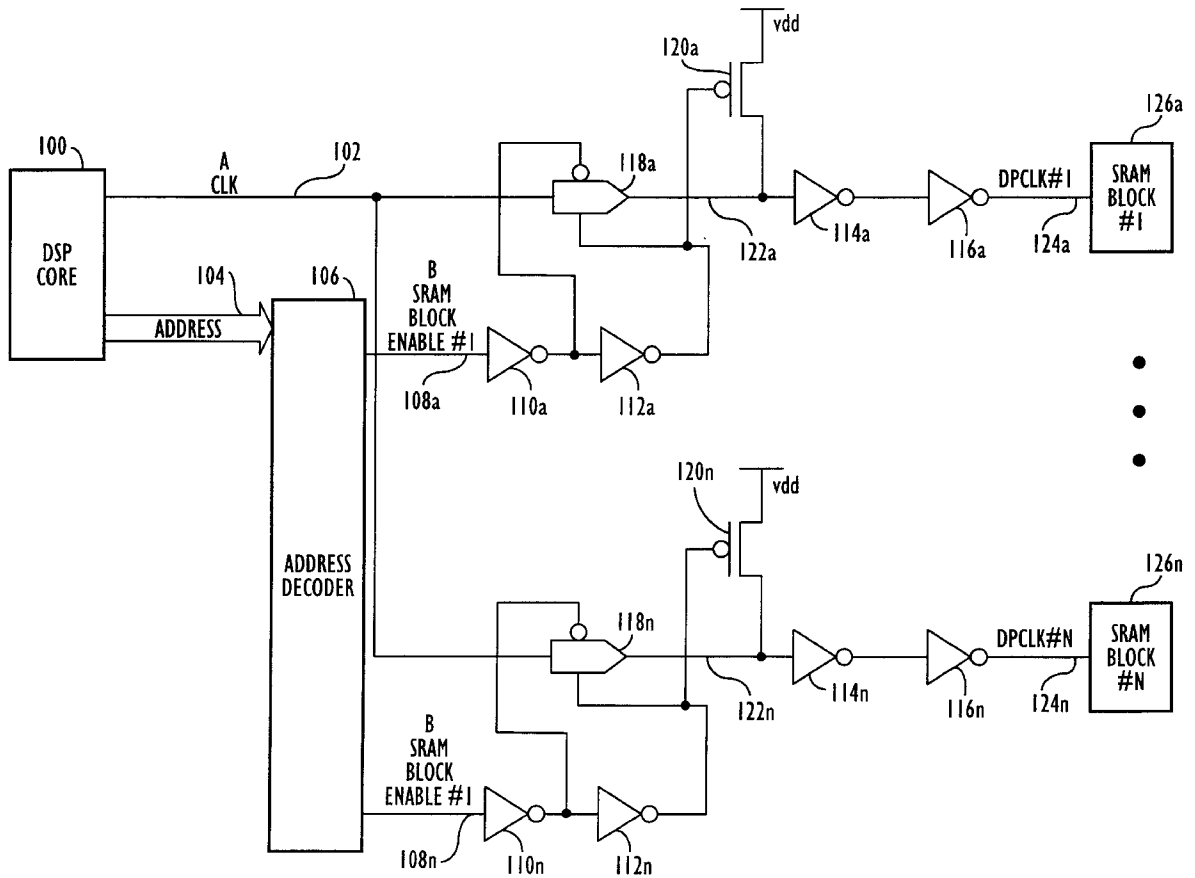 vdd
120a
126a
100
A
CLK
102
118a
DSP
CORE
122a
114a
116a
DPCLK#1
124a
SRAM
BLOCK
#1
104
ADDRESS
106
B
SRAM
BLOCK
ENABLE #1
108a
110a
112a
120n
vdd
126n
ADDRESS
DECODER
118n
122n
114n
116n
DPCLK#N
124n
SRAM
BLOCK
#N
B
SRAM
BLOCK
ENABLE #1
108n
110n
112n